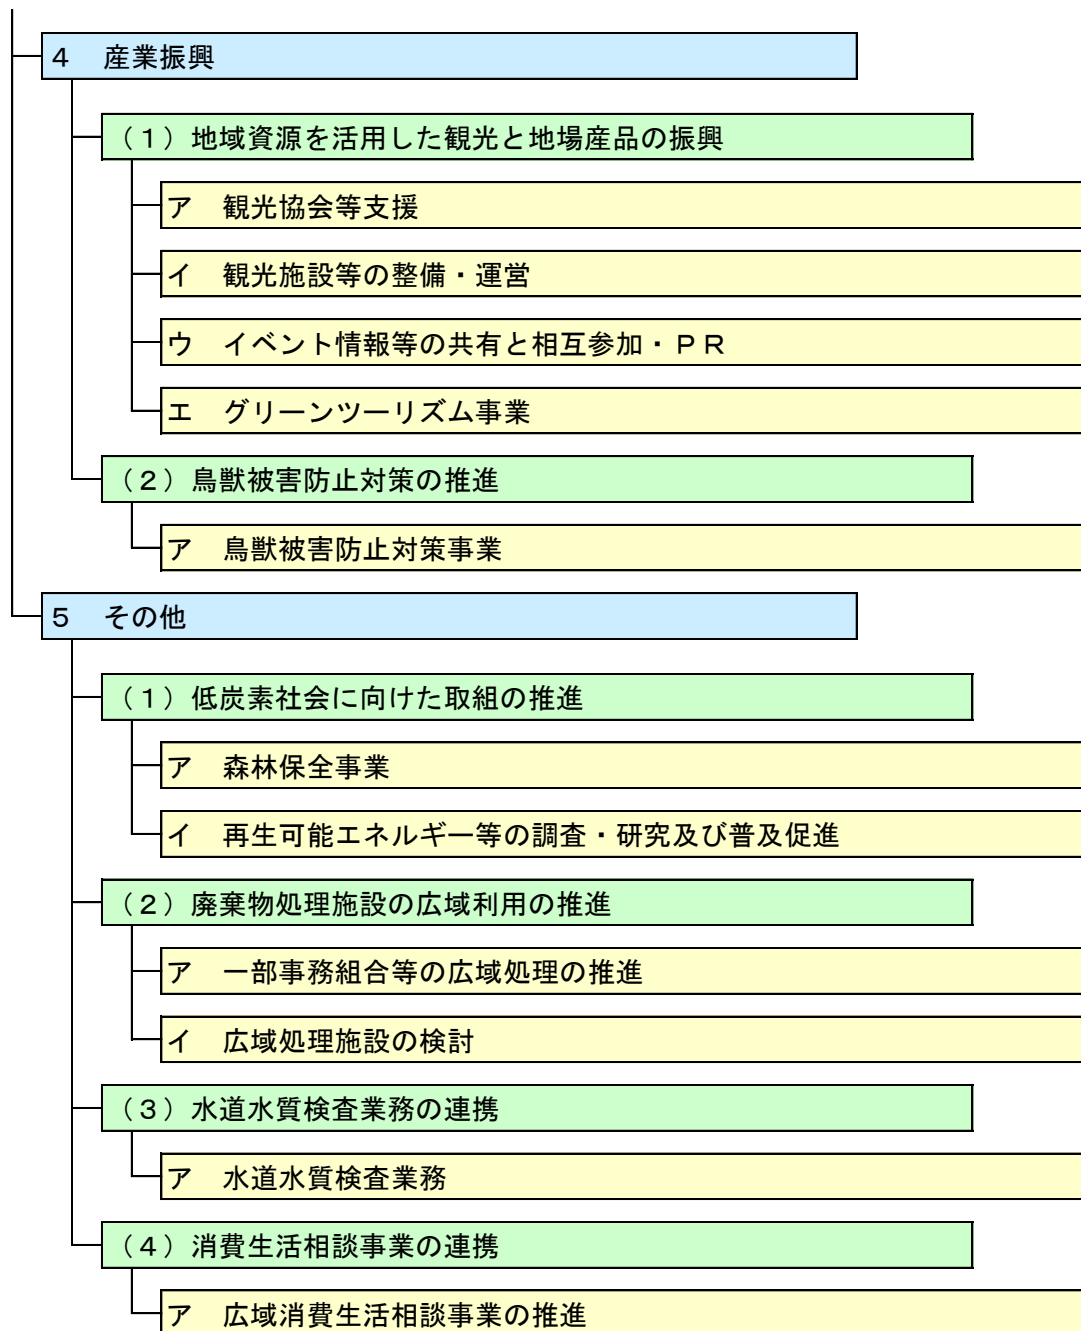 ４　産業振興
（１）地域資源を活用した観光と地場産品の振興
ア　観光協会等支援
イ　観光施設等の整備・運営
ウ　イベント情報等の共有と相互参加・ＰＲ
エ　グリーンツーリズム事業
（２）鳥獣被害防止対策の推進
ア　鳥獣被害防止対策事業
５　その他
（１）低炭素社会に向けた取組の推進
ア　森林保全事業
イ　再生可能エネルギー等の調査・研究及び普及促進
（２）廃棄物処理施設の広域利用の推進
ア　一部事務組合等の広域処理の推進
イ　広域処理施設の検討
（３）水道水質検査業務の連携
ア　水道水質検査業務
（４）消費生活相談事業の連携
ア　広域消費生活相談事業の推進